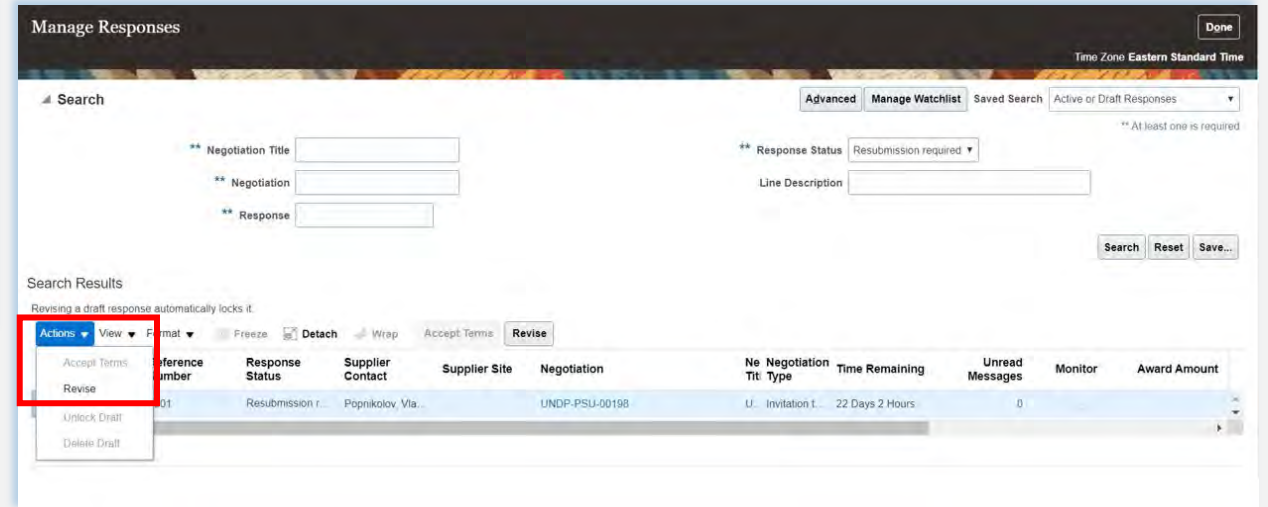 Manage Responses
Done
Time Zone Eastern Standard Time
Search
Advanced Manage Watchlist Saved Search Active or Draft Responses
** At least one is required
** Negotiation Title
** Response Status Resubmission required
** Negotiation
Line Description
** Response
Search Reset Save...
Search Results
Revising a draft response automatically locks it.
Actions View Format Freeze Detach Wrap Accept Terms Revise
Accept Terms
Revise
Unlock Draft
Delete Draft
eference
umber
Response
Status
Supplier
Contact
Supplier Site
Negotiation
Ne
Titl
Negotiation
Type
Time Remaining
Unread
Messages
Monitor
Award Amount
01 Resubmission r... Popnikolov, Vla... UNDP-PSU-00198 U... Invitation t... 22 Days 2 Hours 0